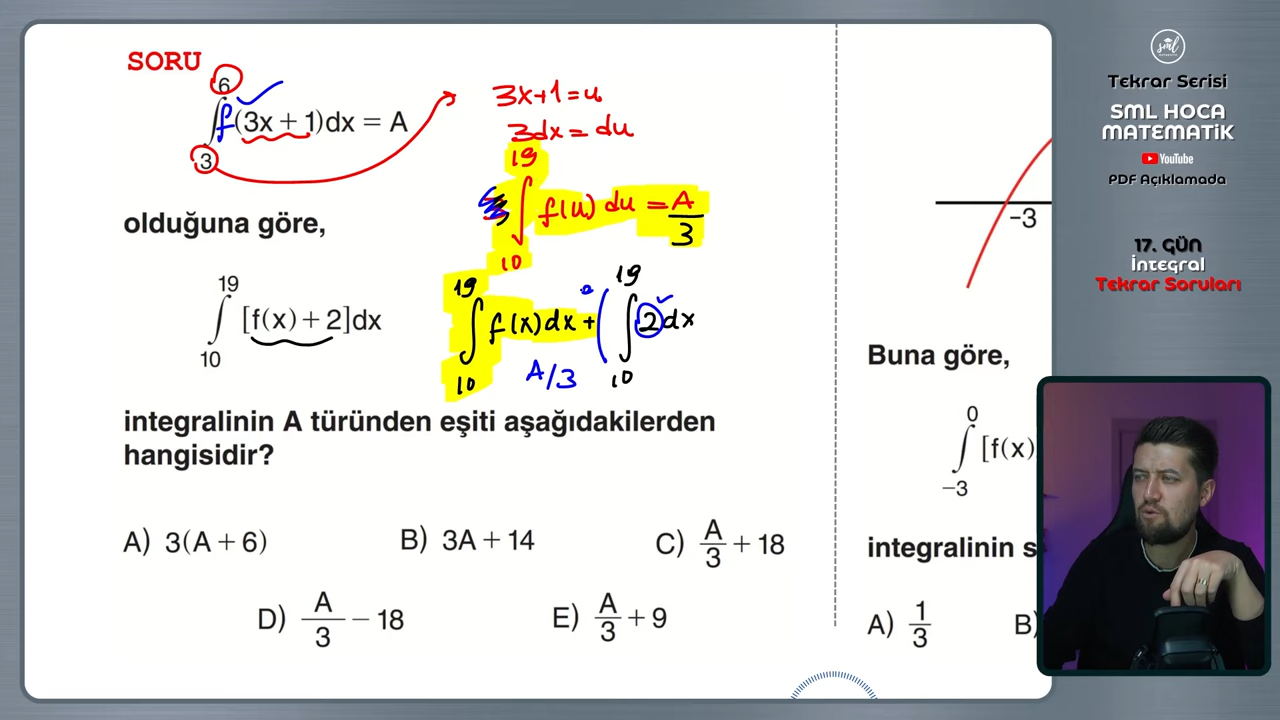 SORU
6
∫ f(3x + 1)dx = A
3
olduğuna göre,
19
∫ [f(x) + 2]dx
10
3x+1=u
3dx = du
19
∫ f(u) du = A/3
10
19 19
∫ f(x)dx + ( ∫ 2dx
10 A/3 10
integralinin A türünden eşiti aşağıdakilerden
hangisidir?
A) 3(A + 6) B) 3A + 14 C) A/3 + 18
D) A/3 − 18 E) A/3 + 9
−3
Buna göre,
0
∫ [f(x)
−3
integralinin s
A) 1/3 B)
sml
Tekrar Serisi
SML HOCA
MATEMATİK
YouTube
PDF Açıklamada
17. GÜN
İntegral
Tekrar Soruları